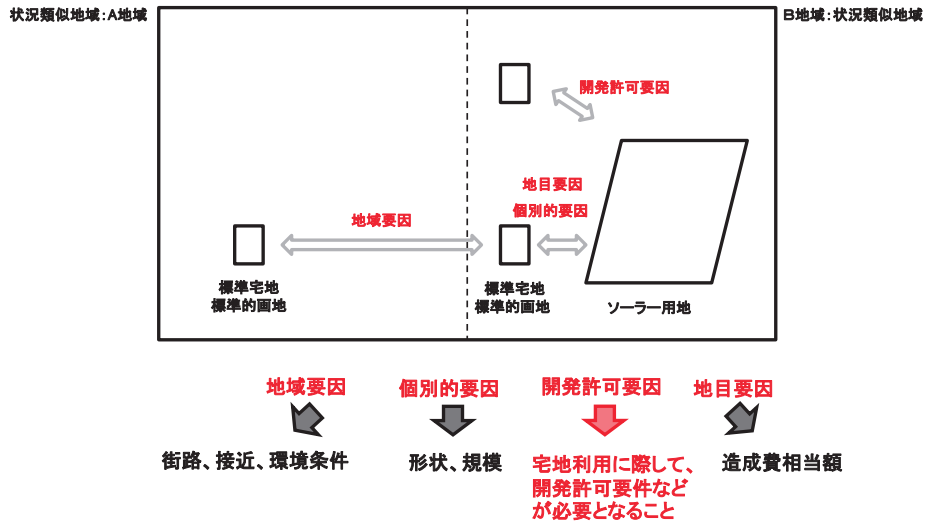 状況類似地域:A地域
B地域:状況類似地域
開発許可要因
地目要因
個別的要因
地域要因
標準宅地
標準的画地
標準宅地
標準的画地
ソーラー用地
地域要因
個別的要因
開発許可要因
地目要因
街路、接近、環境条件
形状、規模
宅地利用に際して、
開発許可要件など
が必要となること
造成費相当額